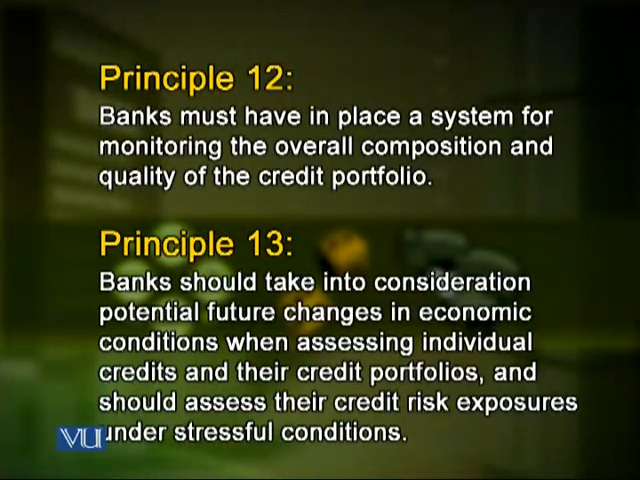 Principle 12:
Banks must have in place a system for
monitoring the overall composition and
quality of the credit portfolio.
Principle 13:
Banks should take into consideration
potential future changes in economic
conditions when assessing individual
credits and their credit portfolios, and
should assess their credit risk exposures
under stressful conditions.
VU